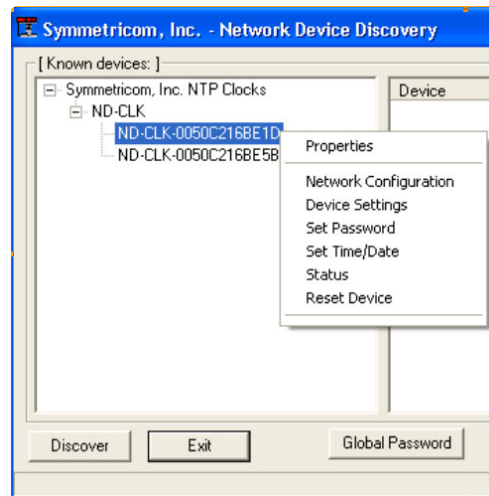 Symmetricom, Inc. - Network Device Discovery
[ Known devices: ]
Symmetricom, Inc. NTP Clocks
ND-CLK
ND-CLK-0050C216BE1D
ND-CLK-0050C216BE5B
Device
Properties
Network Configuration
Device Settings
Set Password
Set Time/Date
Status
Reset Device
Discover
Exit
Global Password